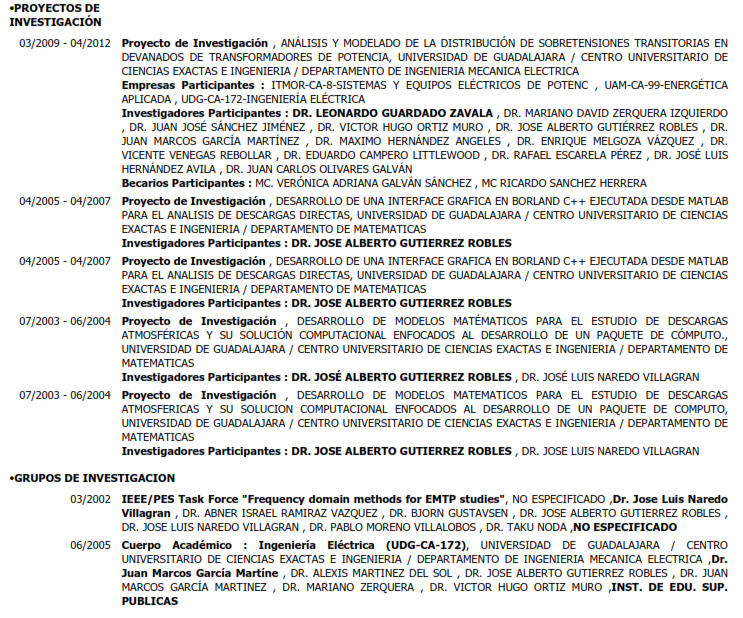 •PROYECTOS DE
INVESTIGACIÓN
03/2009 - 04/2012 Proyecto de Investigación , ANÁLISIS Y MODELADO DE LA DISTRIBUCIÓN DE SOBRETENSIONES TRANSITORIAS EN
DEVANADOS DE TRANSFORMADORES DE POTENCIA, UNIVERSIDAD DE GUADALAJARA / CENTRO UNIVERSITARIO DE
CIENCIAS EXACTAS E INGENIERIA / DEPARTAMENTO DE INGENIERIA MECANICA ELECTRICA
Empresas Participantes : ITMOR-CA-8-SISTEMAS Y EQUIPOS ELÉCTRICOS DE POTENC , UAM-CA-99-ENERGÉTICA
APLICADA , UDG-CA-172-INGENIERÍA ELÉCTRICA
Investigadores Participantes : DR. LEONARDO GUARDADO ZAVALA , DR. MARIANO DAVID ZERQUERA IZQUIERDO
, DR. JUAN JOSÉ SÁNCHEZ JIMÉNEZ , DR. VICTOR HUGO ORTIZ MURO , DR. JOSE ALBERTO GUTIÉRREZ ROBLES , DR.
JUAN MARCOS GARCÍA MARTÍNEZ , DR. MAXIMO HERNÁNDEZ ANGELES , DR. ENRIQUE MELGOZA VÁZQUEZ , DR.
VICENTE VENEGAS REBOLLAR , DR. EDUARDO CAMPERO LITTLEWOOD , DR. RAFAEL ESCARELA PÉREZ , DR. JOSÉ LUIS
HERNÁNDEZ AVILA , DR. JUAN CARLOS OLIVARES GALVÁN
Becarios Participantes : MC. VERÓNICA ADRIANA GALVÁN SÁNCHEZ , MC RICARDO SANCHEZ HERRERA
04/2005 - 04/2007 Proyecto de Investigación , DESARROLLO DE UNA INTERFACE GRAFICA EN BORLAND C++ EJECUTADA DESDE MATLAB
PARA EL ANALISIS DE DESCARGAS DIRECTAS, UNIVERSIDAD DE GUADALAJARA / CENTRO UNIVERSITARIO DE CIENCIAS
EXACTAS E INGENIERIA / DEPARTAMENTO DE MATEMATICAS
Investigadores Participantes : DR. JOSE ALBERTO GUTIERREZ ROBLES
04/2005 - 04/2007 Proyecto de Investigación , DESARROLLO DE UNA INTERFACE GRAFICA EN BORLAND C++ EJECUTADA DESDE MATLAB
PARA EL ANALISIS DE DESCARGAS DIRECTAS, UNIVERSIDAD DE GUADALAJARA / CENTRO UNIVERSITARIO DE CIENCIAS
EXACTAS E INGENIERIA / DEPARTAMENTO DE MATEMATICAS
Investigadores Participantes : DR. JOSE ALBERTO GUTIERREZ ROBLES
07/2003 - 06/2004 Proyecto de Investigación , DESARROLLO DE MODELOS MATÉMATICOS PARA EL ESTUDIO DE DESCARGAS
ATMOSFÉRICAS Y SU SOLUCIÓN COMPUTACIONAL ENFOCADOS AL DESARROLLO DE UN PAQUETE DE CÓMPUTO.,
UNIVERSIDAD DE GUADALAJARA / CENTRO UNIVERSITARIO DE CIENCIAS EXACTAS E INGENIERIA / DEPARTAMENTO DE
MATEMATICAS
Investigadores Participantes : DR. JOSÉ ALBERTO GUTIERREZ ROBLES , DR. JOSÉ LUIS NAREDO VILLAGRAN
07/2003 - 06/2004 Proyecto de Investigación , DESARROLLO DE MODELOS MATEMATICOS PARA EL ESTUDIO DE DESCARGAS
ATMOSFERICAS Y SU SOLUCION COMPUTACIONAL ENFOCADOS AL DESARROLLO DE UN PAQUETE DE COMPUTO,
UNIVERSIDAD DE GUADALAJARA / CENTRO UNIVERSITARIO DE CIENCIAS EXACTAS E INGENIERIA / DEPARTAMENTO DE
MATEMATICAS
Investigadores Participantes : DR. JOSE ALBERTO GUTIERREZ ROBLES , DR. JOSE LUIS NAREDO VILLAGRAN
•GRUPOS DE INVESTIGACION
03/2002 IEEE/PES Task Force "Frequency domain methods for EMTP studies", NO ESPECIFICADO ,Dr. Jose Luis Naredo
Villagran , DR. ABNER ISRAEL RAMIRAZ VAZQUEZ , DR. BJORN GUSTAVSEN , DR. JOSE ALBERTO GUTIERREZ ROBLES ,
DR. JOSE LUIS NAREDO VILLAGRAN , DR. PABLO MORENO VILLALOBOS , DR. TAKU NODA ,NO ESPECIFICADO
06/2005 Cuerpo Académico : Ingeniería Eléctrica (UDG-CA-172), UNIVERSIDAD DE GUADALAJARA / CENTRO
UNIVERSITARIO DE CIENCIAS EXACTAS E INGENIERIA / DEPARTAMENTO DE INGENIERIA MECANICA ELECTRICA ,Dr.
Juan Marcos García Martíne , DR. ALEXIS MARTINEZ DEL SOL , DR. JOSE ALBERTO GUTIERREZ ROBLES , DR. JUAN
MARCOS GARCÍA MARTINEZ , DR. MARIANO ZERQUERA , DR. VICTOR HUGO ORTIZ MURO ,INST. DE EDU. SUP.
PUBLICAS